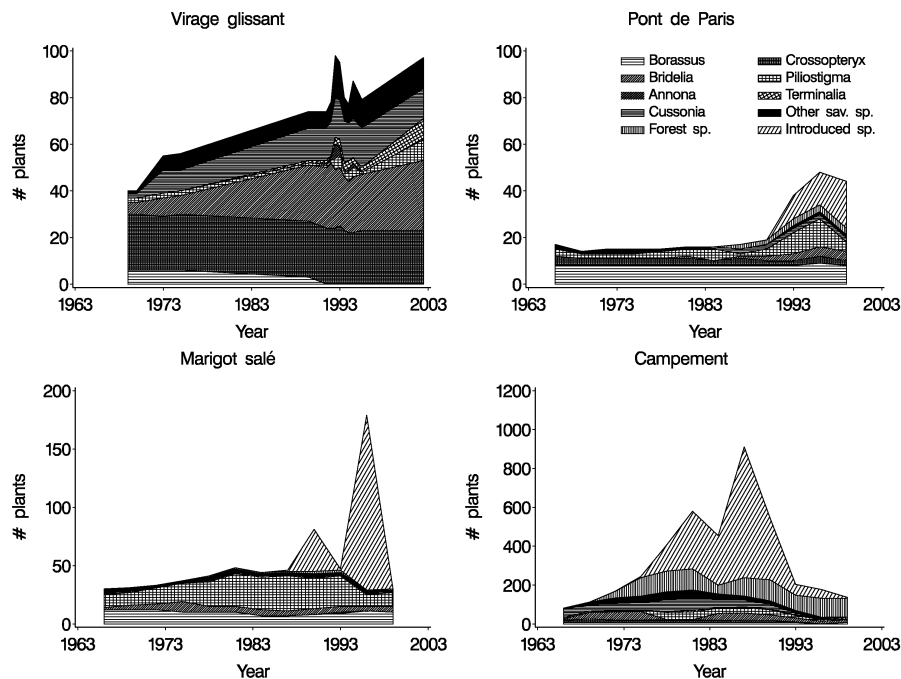 Virage glissant
100
80
60
40
20
0
# plants
1963 1973 1983 1993 2003
Year
Pont de Paris
100
80
60
40
20
0
# plants
Borassus
Bridelia
Annona
Cussonia
Forest sp.
Crossopteryx
Piliostigma
Terminalia
Other sav. sp.
Introduced sp.
1963 1973 1983 1993 2003
Year
Marigot salé
200
150
100
50
0
# plants
1963 1973 1983 1993 2003
Year
Campement
1200
1000
800
600
400
200
0
# plants
1963 1973 1983 1993 2003
Year